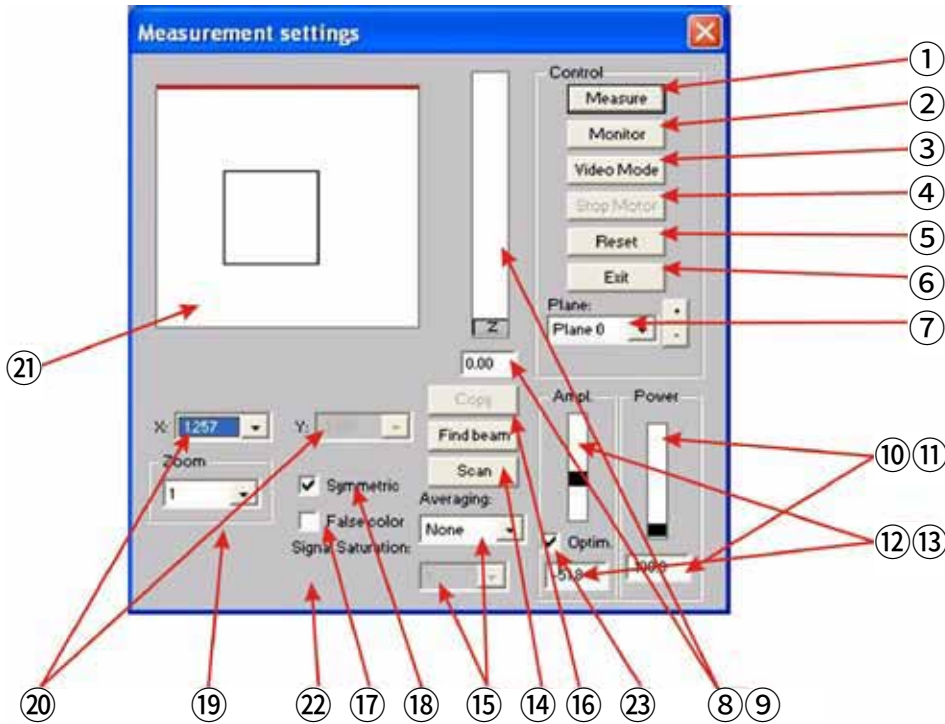 Measurement settings
Control
Measure
Monitor
Video Mode
Stop Motor
Reset
Exit
Plane:
Plane 0
+
-
Z
0.00
Copy
Find beam
Scan
Averaging:
None
Ampl.
Power
Optim.
X: 1257
Y:
Zoom
1
Symmetric
False color
Signal Saturation:
①
②
③
④
⑤
⑥
⑦
⑩ ⑪
⑫ ⑬
㉑
⑳
⑲
㉒
⑰
⑱
⑮
⑭
⑯
㉓
⑧ ⑨